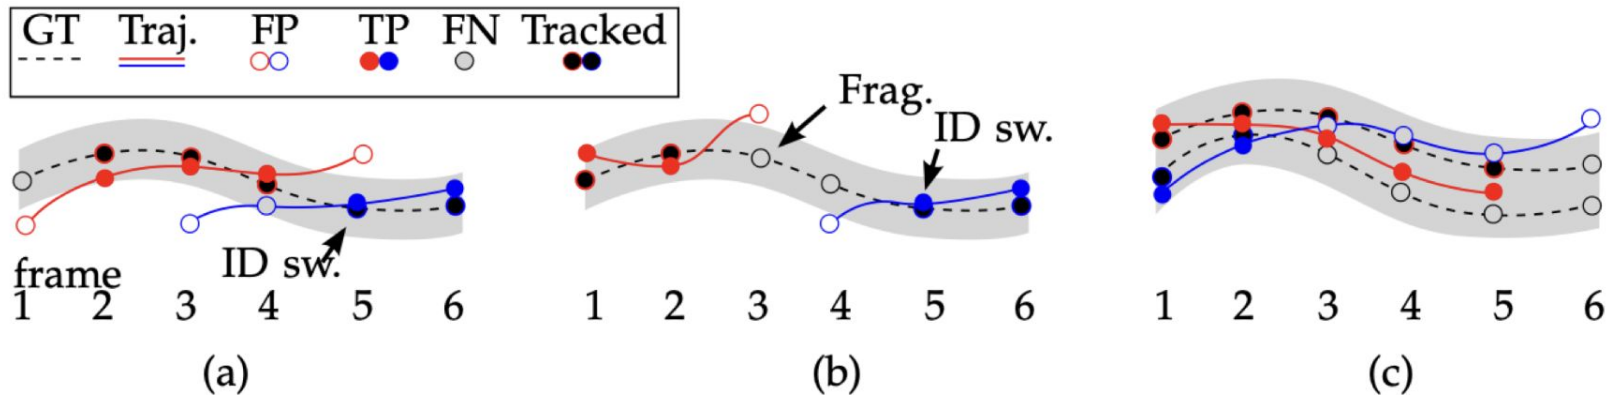 GT Traj. FP TP FN Tracked
Frag.
ID sw.
ID sw.
frame
1 2 3 4 5 6
1 2 3 4 5 6
1 2 3 4 5 6
(a)
(b)
(c)